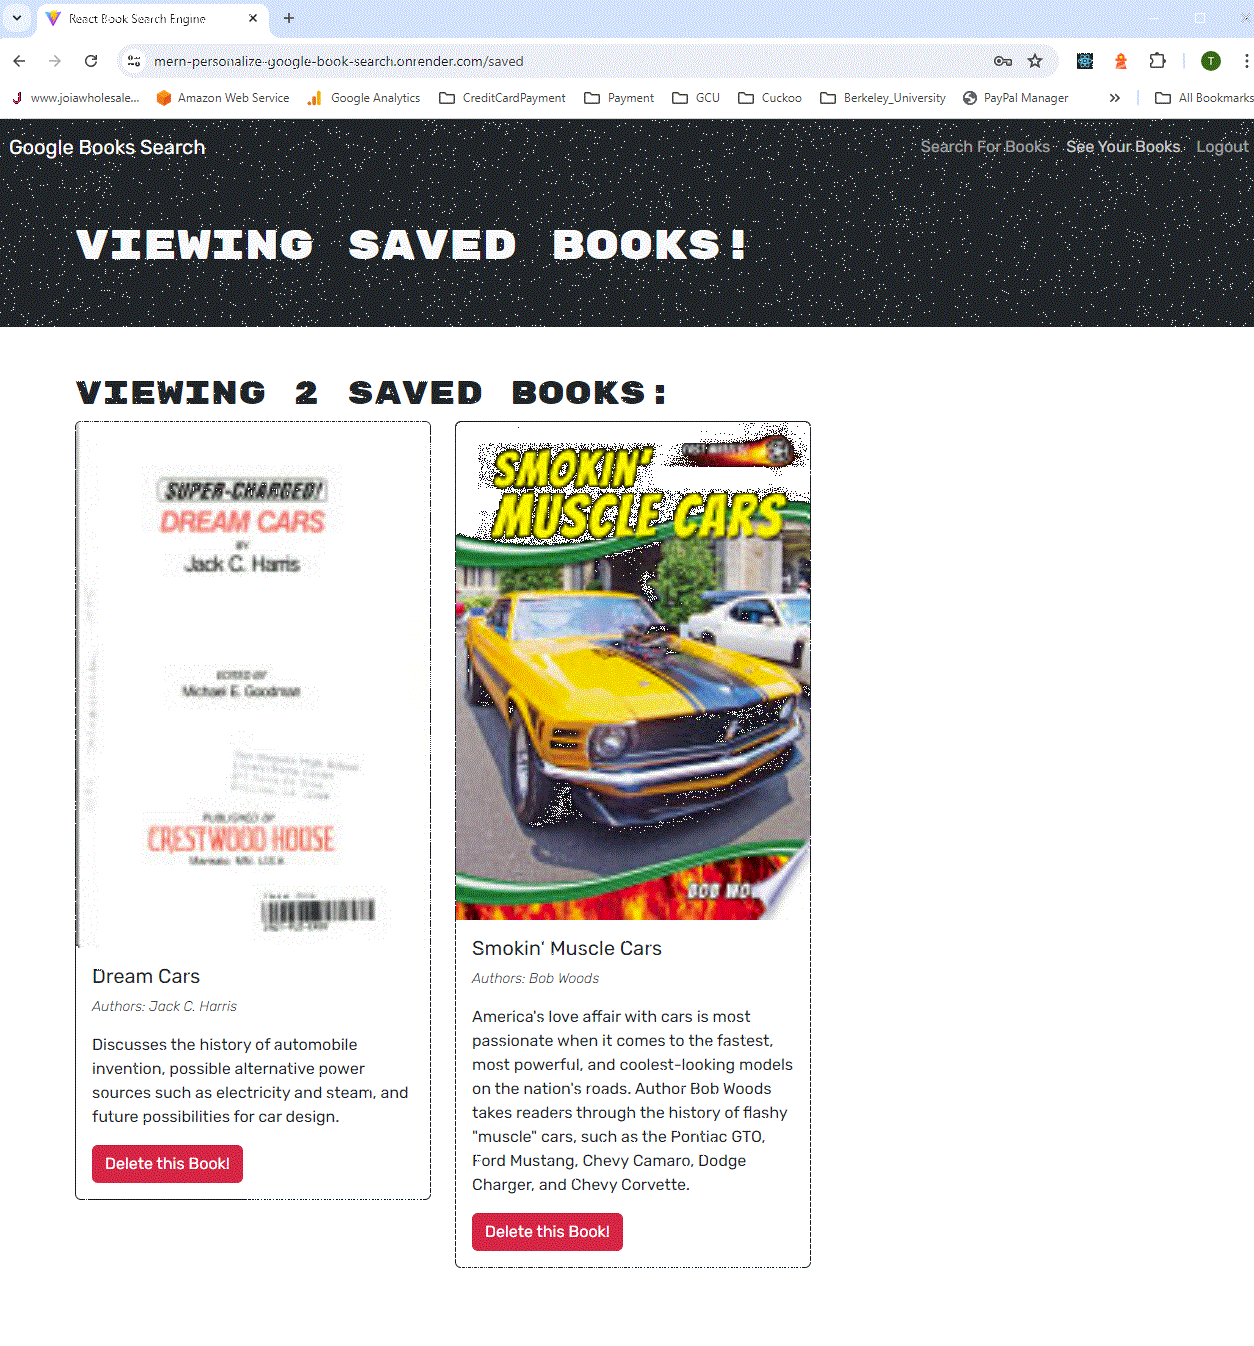 React Book Search Engine
mern-personalize-google-book-search.onrender.com/saved
T
www.joiawholesale... Amazon Web Service Google Analytics CreditCardPayment Payment GCU Cuckoo Berkeley_University PayPal Manager All Bookmarks
Google Books Search Search For Books See Your Books Logout
VIEWING SAVED BOOKS!
VIEWING 2 SAVED BOOKS:
SUPER-CHARGED!
DREAM CARS
BY
Jack C. Harris
EDITED BY
Michael E. Goodman
PUBLISHED BY
CRESTWOOD HOUSE
Mankato, MN, U.S.A.
Dream Cars
Authors: Jack C. Harris
Discusses the history of automobile
invention, possible alternative power
sources such as electricity and steam, and
future possibilities for car design.
Delete this Book!
SMOKIN'
MUSCLE CARS
BOB WO
Smokin' Muscle Cars
Authors: Bob Woods
America's love affair with cars is most
passionate when it comes to the fastest,
most powerful, and coolest-looking models
on the nation's roads. Author Bob Woods
takes readers through the history of flashy
"muscle" cars, such as the Pontiac GTO,
Ford Mustang, Chevy Camaro, Dodge
Charger, and Chevy Corvette.
Delete this Book!